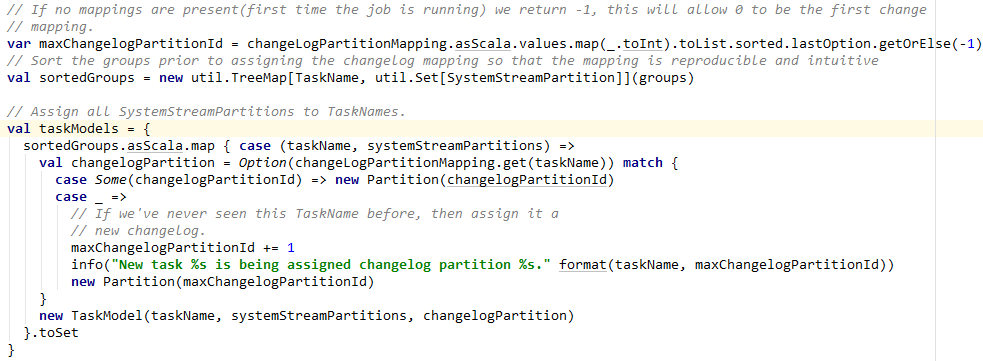 // If no mappings are present(first time the job is running) we return -1, this will allow 0 to be the first change
// mapping.
var maxChangelogPartitionId = changeLogPartitionMapping.asScala.values.map(_.toInt).toList.sorted.lastOption.getOrElse(-1)
// Sort the groups prior to assigning the changelog mapping so that the mapping is reproducible and intuitive
val sortedGroups = new util.TreeMap[TaskName, util.Set[SystemStreamPartition]](groups)
// Assign all SystemStreamPartitions to TaskNames.
val taskModels = {
sortedGroups.asScala.map { case (taskName, systemStreamPartitions) =>
val changelogPartition = Option(changeLogPartitionMapping.get(taskName)) match {
case Some(changelogPartitionId) => new Partition(changelogPartitionId)
case _ =>
// If we've never seen this TaskName before, then assign it a
// new changelog.
maxChangelogPartitionId += 1
info("New task %s is being assigned changelog partition %s." format(taskName, maxChangelogPartitionId))
new Partition(maxChangelogPartitionId)
}
new TaskModel(taskName, systemStreamPartitions, changelogPartition)
}.toSet
}